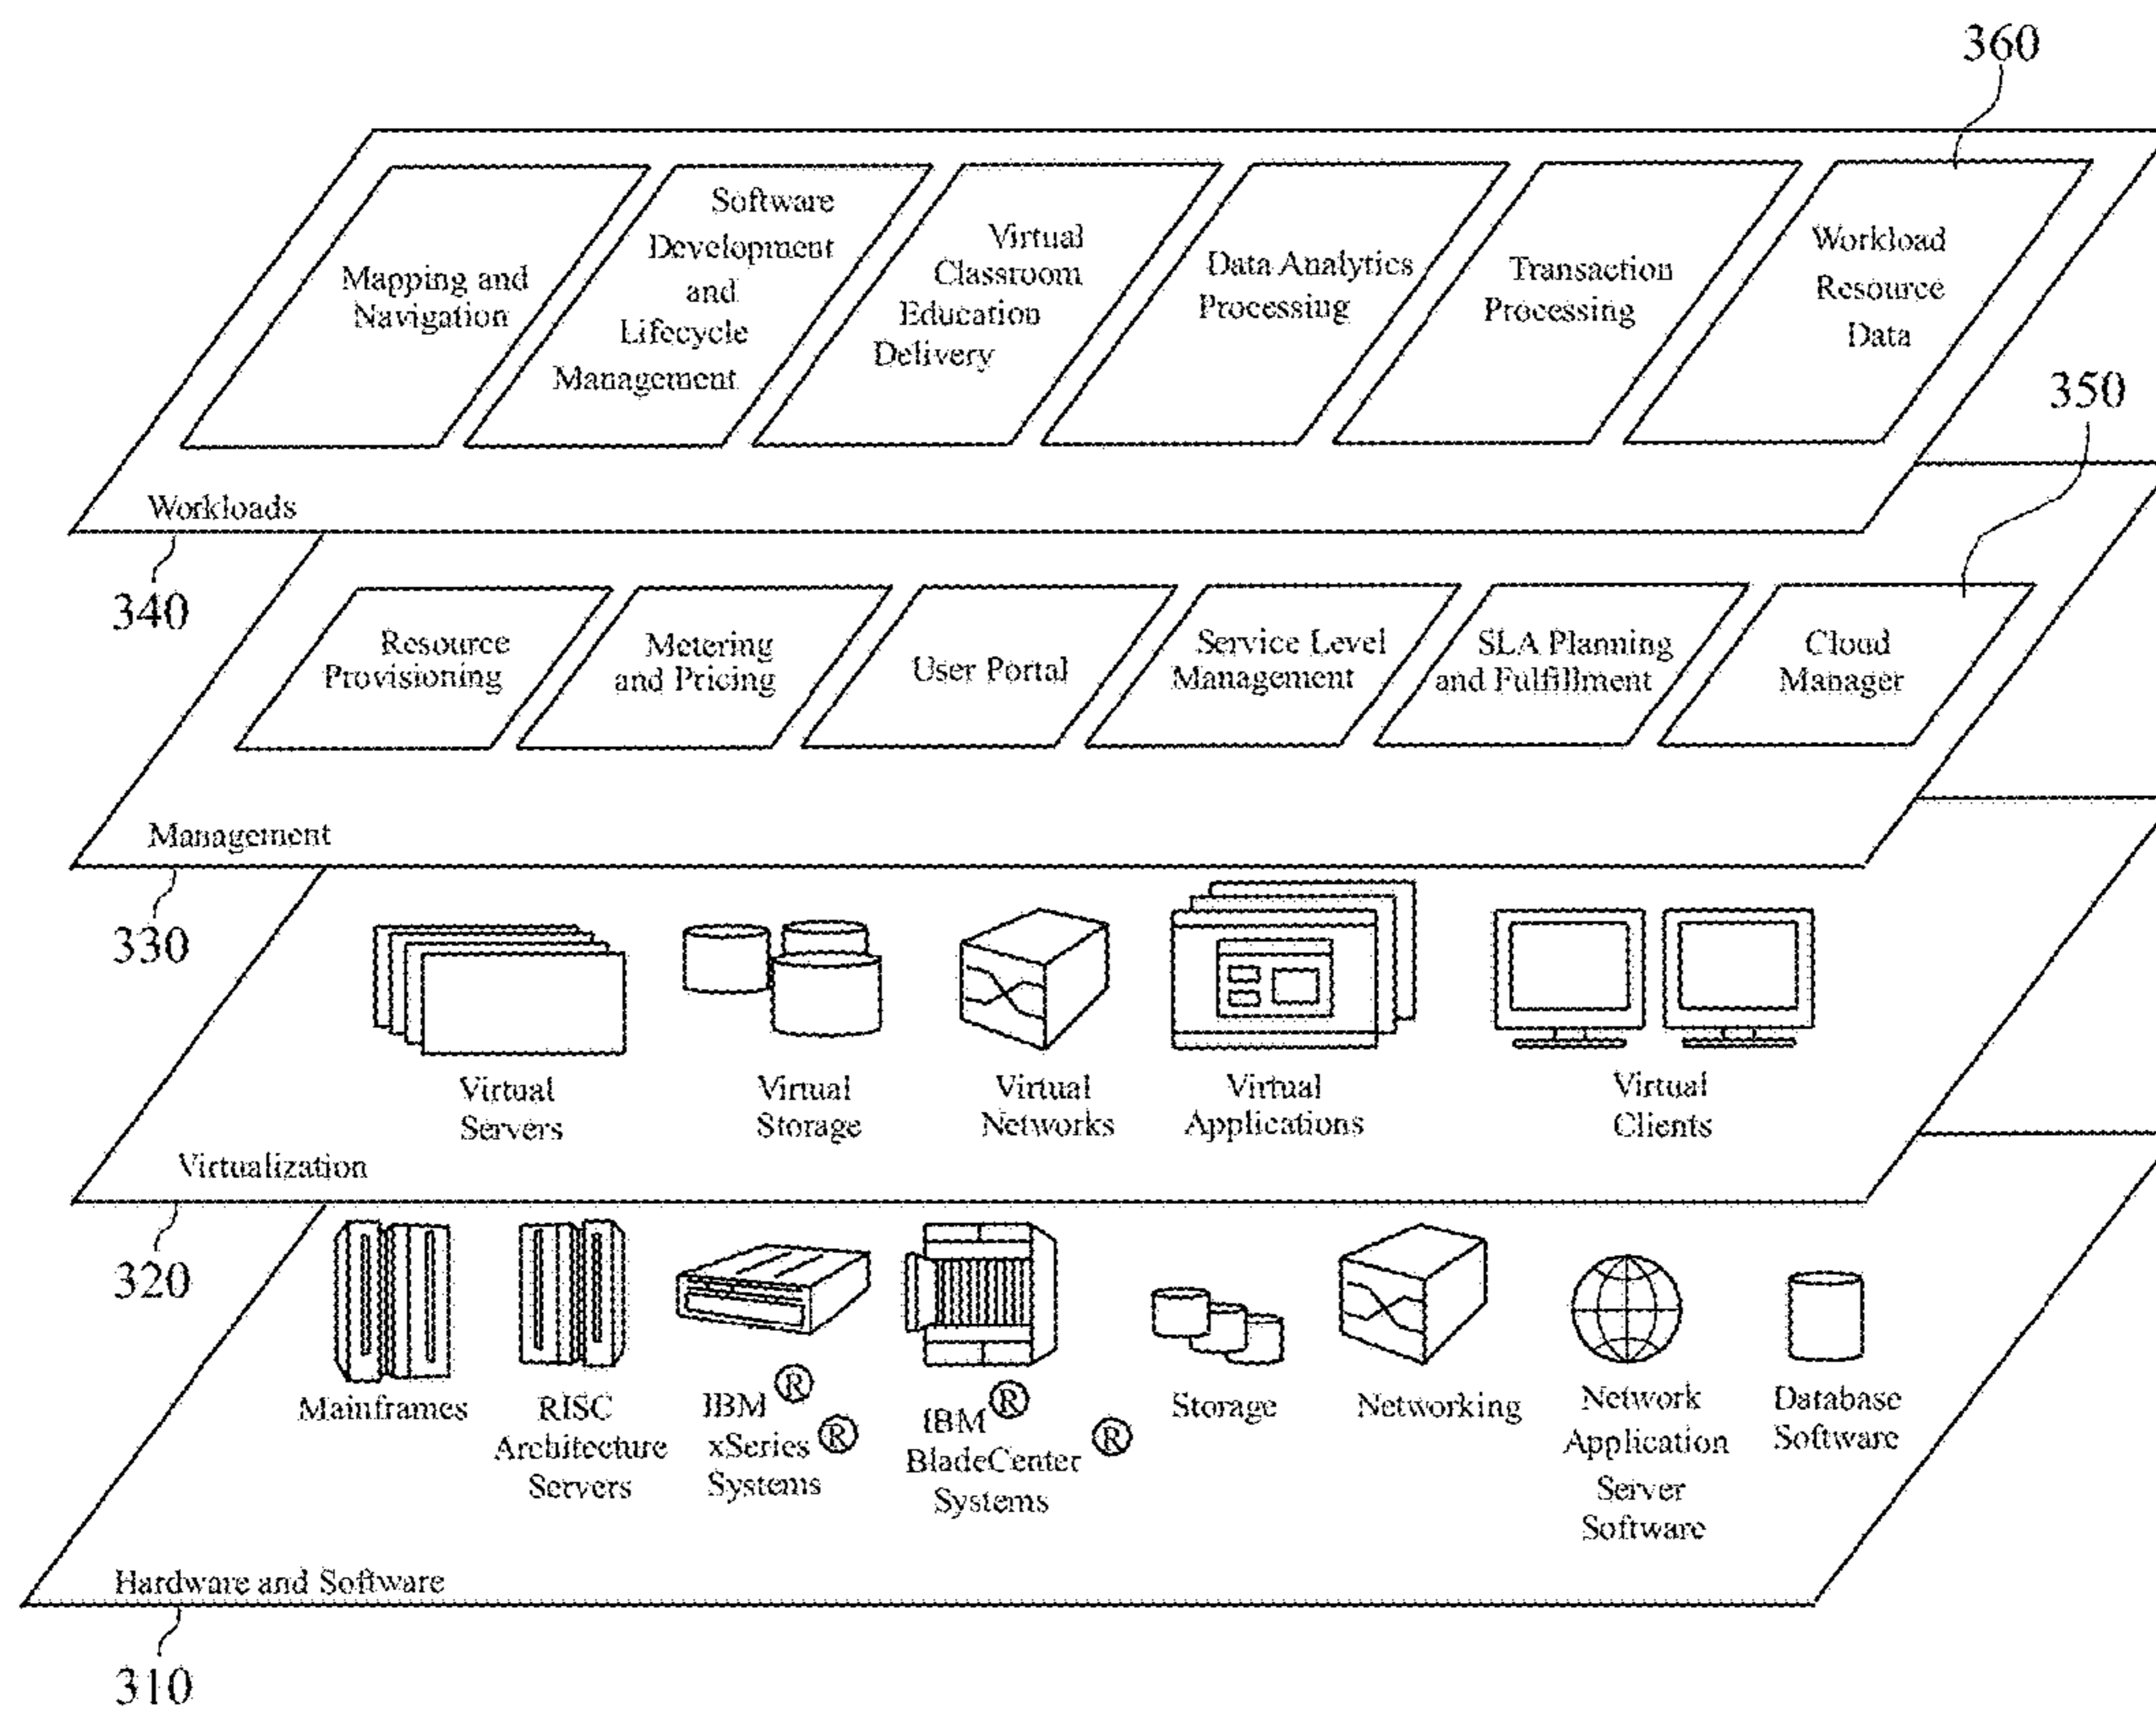 360
Mapping and
Navigation
Software
Development
and
Lifecycle
Management
Virtual
Classroom
Education
Delivery
Data Analytics
Processing
Transaction
Processing
Workload
Resource
Data
350
Workloads
340
Resource
Provisioning
Metering
and Pricing
User Portal
Service Level
Management
SLA Planning
and Fulfillment
Cloud
Manager
Management
330
Virtual
Servers
Virtual
Storage
Virtual
Networks
Virtual
Applications
Virtual
Clients
Virtualization
320
Mainframes
RISC
Architecture
Servers
IBM ®
xSeries ®
Systems
IBM ®
BladeCenter ®
Systems
Storage
Networking
Network
Application
Server
Software
Database
Software
Hardware and Software
310